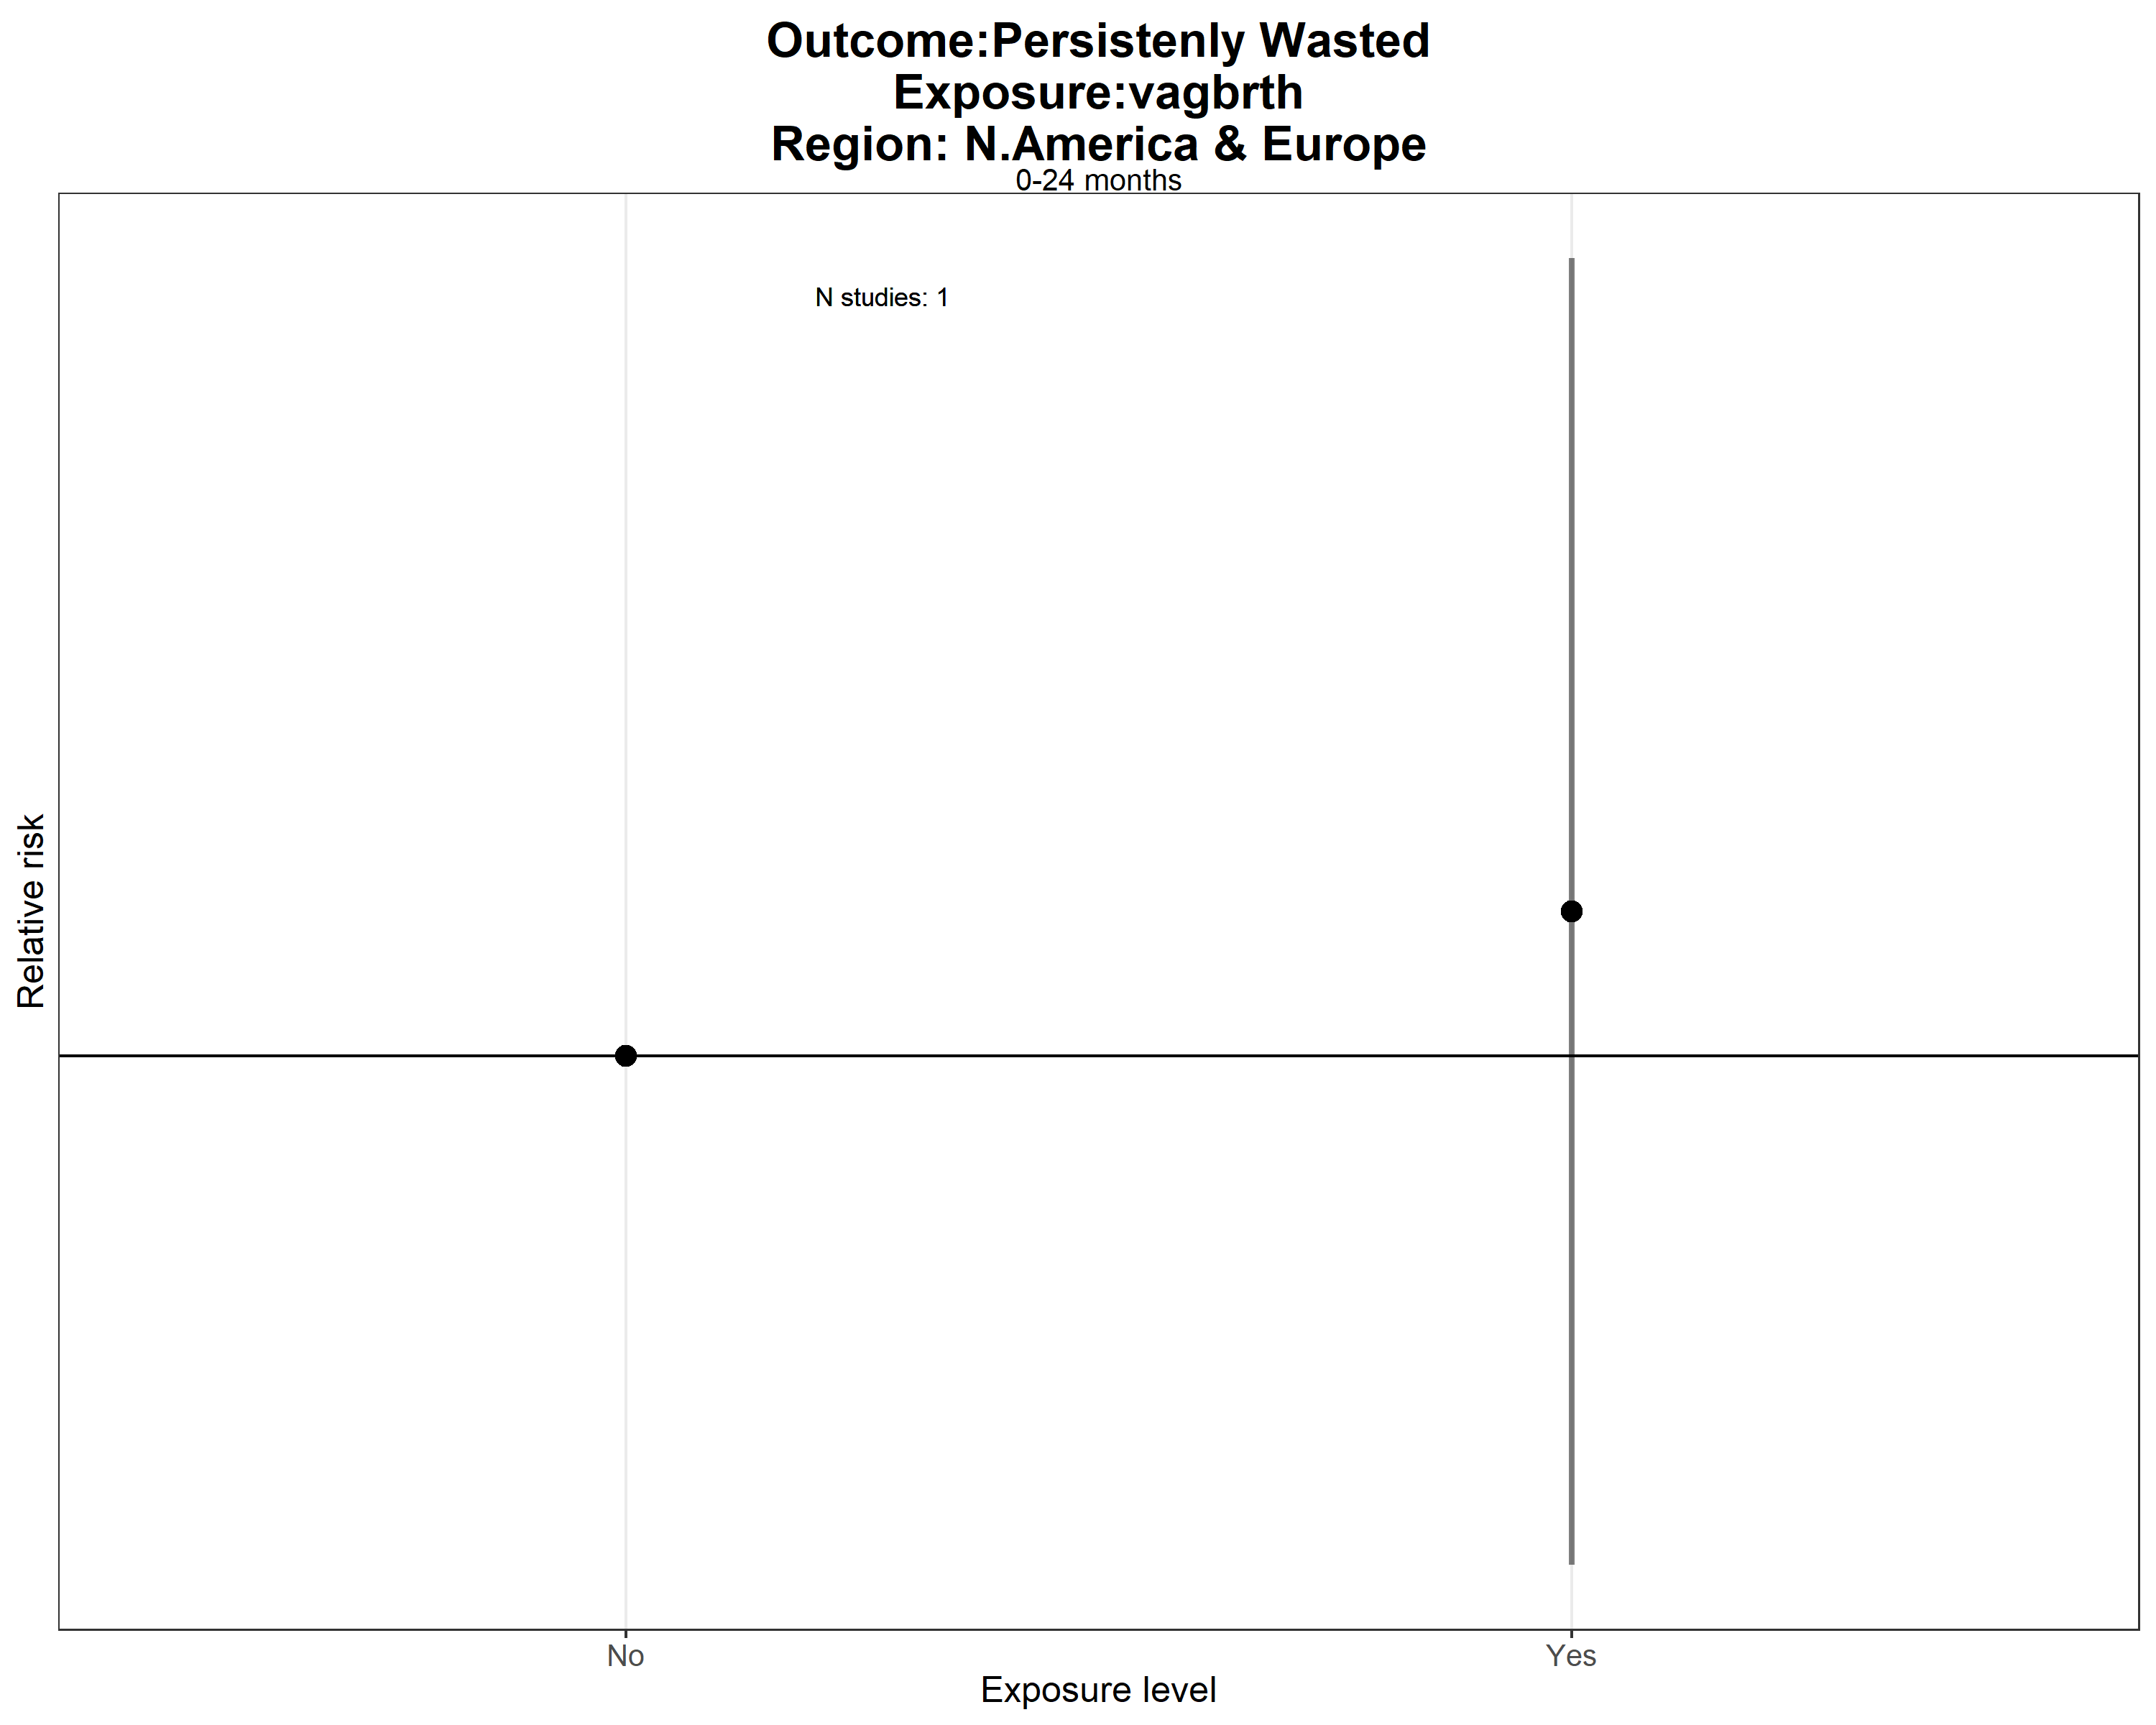 Outcome:Persistenly Wasted
Exposure:vagbrth
Region: N.America & Europe
0-24 months
N studies: 1
Relative risk
No
Yes
Exposure level